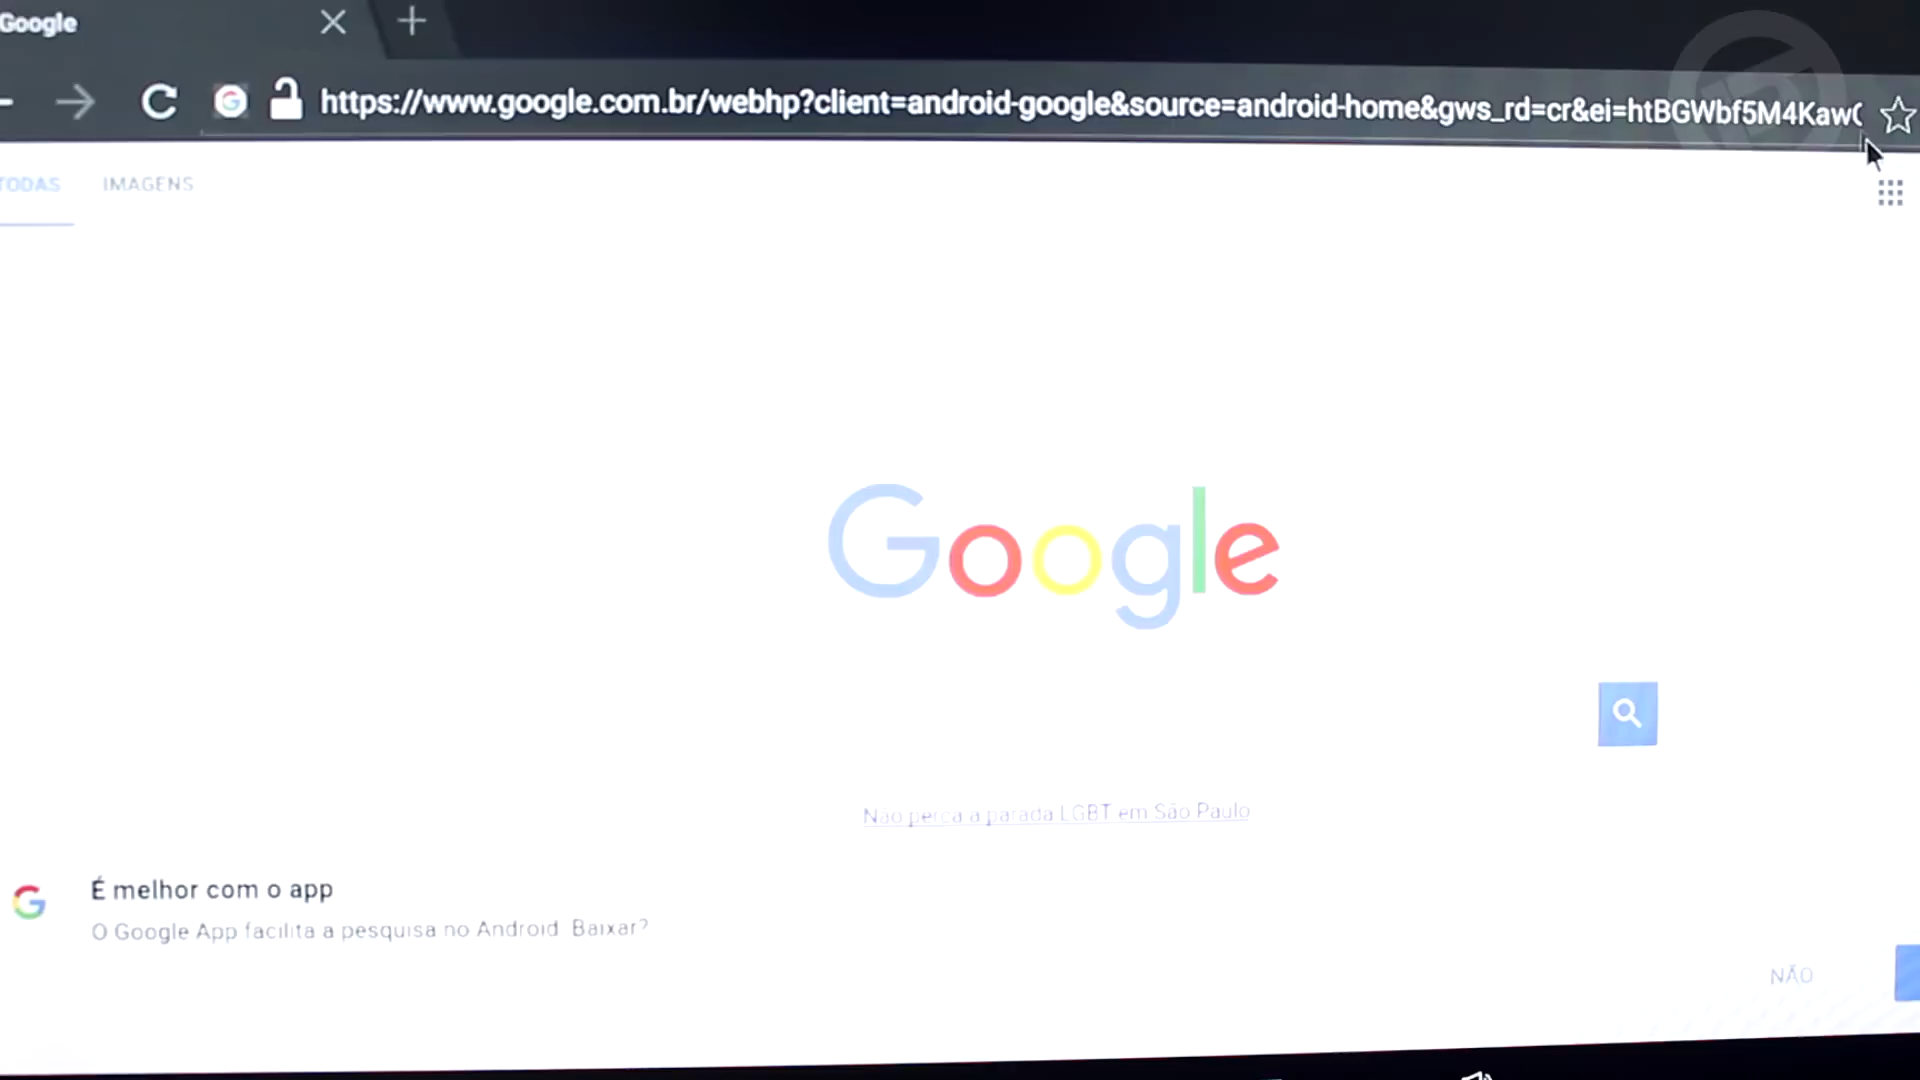 Google
https://www.google.com.br/webhp?client=android-google&source=android-home&gws_rd=cr&ei=htBGWbf5M4Kaw
TODAS IMAGENS
Google
Não perca a parada LGBT em São Paulo
É melhor com o app
O Google App facilita a pesquisa no Android. Baixar?
NÃO